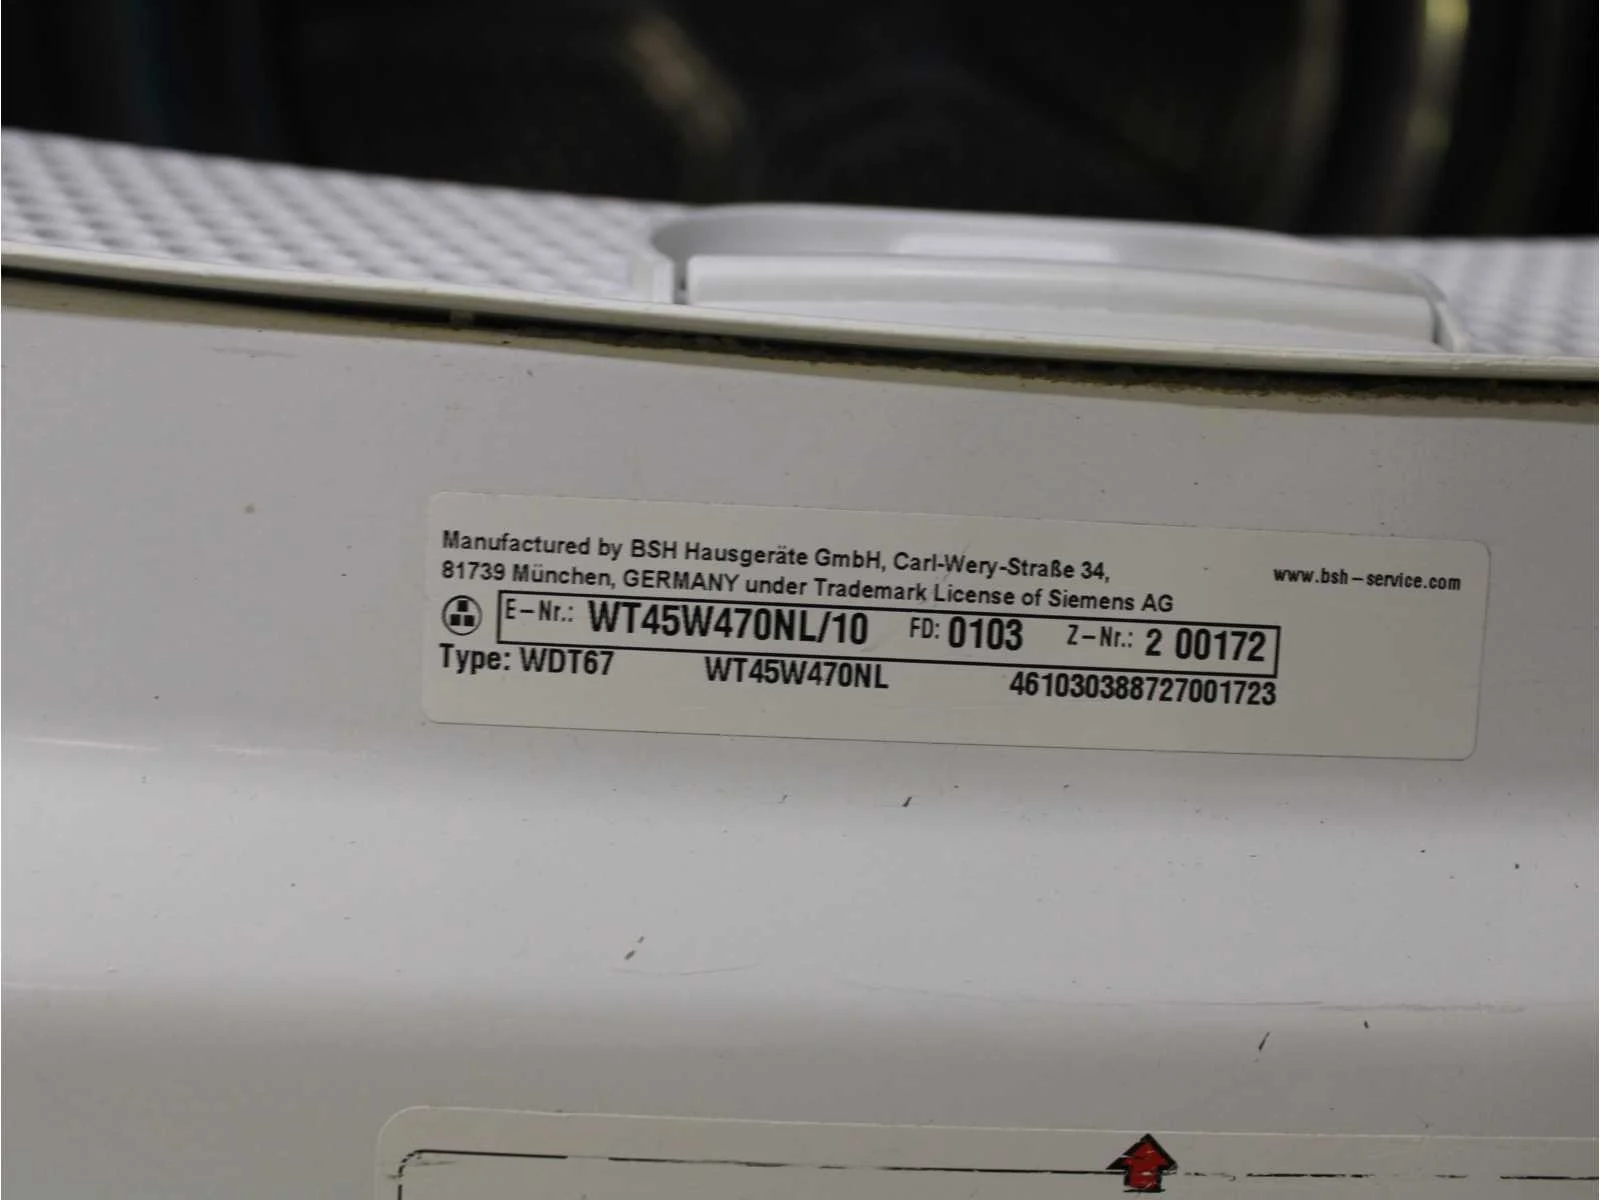 Manufactured by BSH Hausgeräte GmbH, Carl-Wery-Straße 34,
81739 München, GERMANY under Trademark License of Siemens AG
www.bsh-service.com
E-Nr.: WT45W470NL/10 FD: 0103 Z-Nr.: 2 00172
Type: WDT67 WT45W470NL 461030388727001723